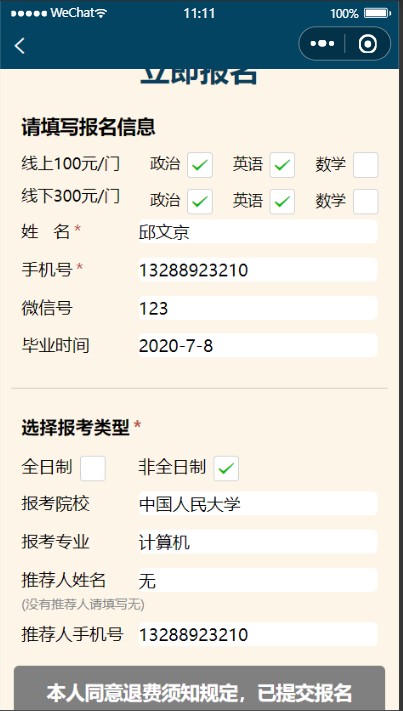 WeChat 11:11 100%
立即报名
请填写报名信息
线上100元/门 政治 英语 数学
线下300元/门 政治 英语 数学
姓 名* 邱文京
手机号* 13288923210
微信号 123
毕业时间 2020-7-8
选择报考类型*
全日制 非全日制
报考院校 中国人民大学
报考专业 计算机
推荐人姓名 无
(没有推荐人请填写无)
推荐人手机号 13288923210
本人同意退费须知规定，已提交报名